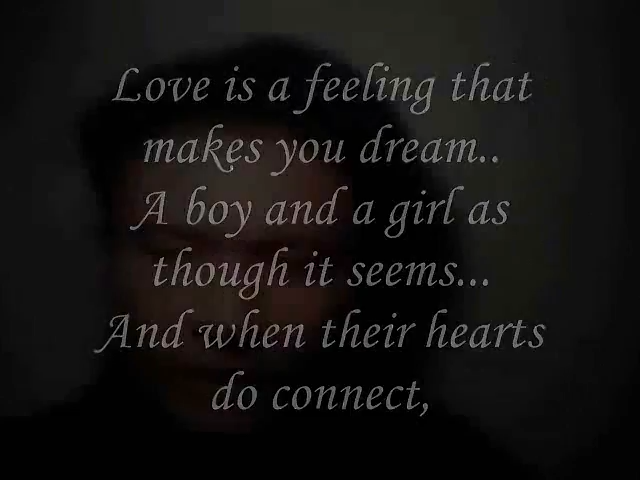 Love is a feeling that
makes you dream..
A boy and a girl as
though it seems...
And when their hearts
do connect,